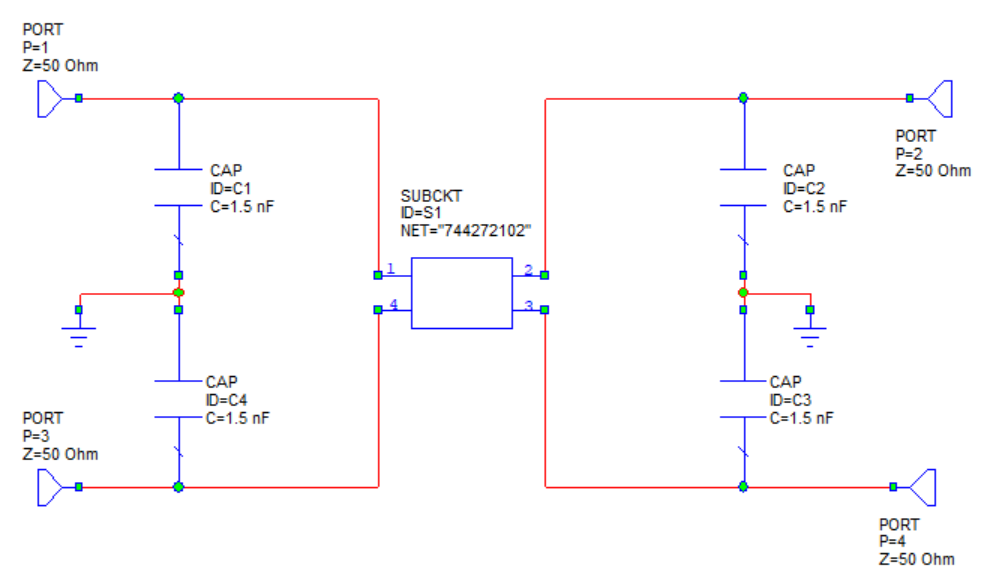 PORT
P=1
Z=50 Ohm
CAP
ID=C1
C=1.5 nF
SUBCKT
ID=S1
NET="744272102"
CAP
ID=C2
C=1.5 nF
PORT
P=2
Z=50 Ohm
1
2
4
3
CAP
ID=C4
C=1.5 nF
CAP
ID=C3
C=1.5 nF
PORT
P=3
Z=50 Ohm
PORT
P=4
Z=50 Ohm